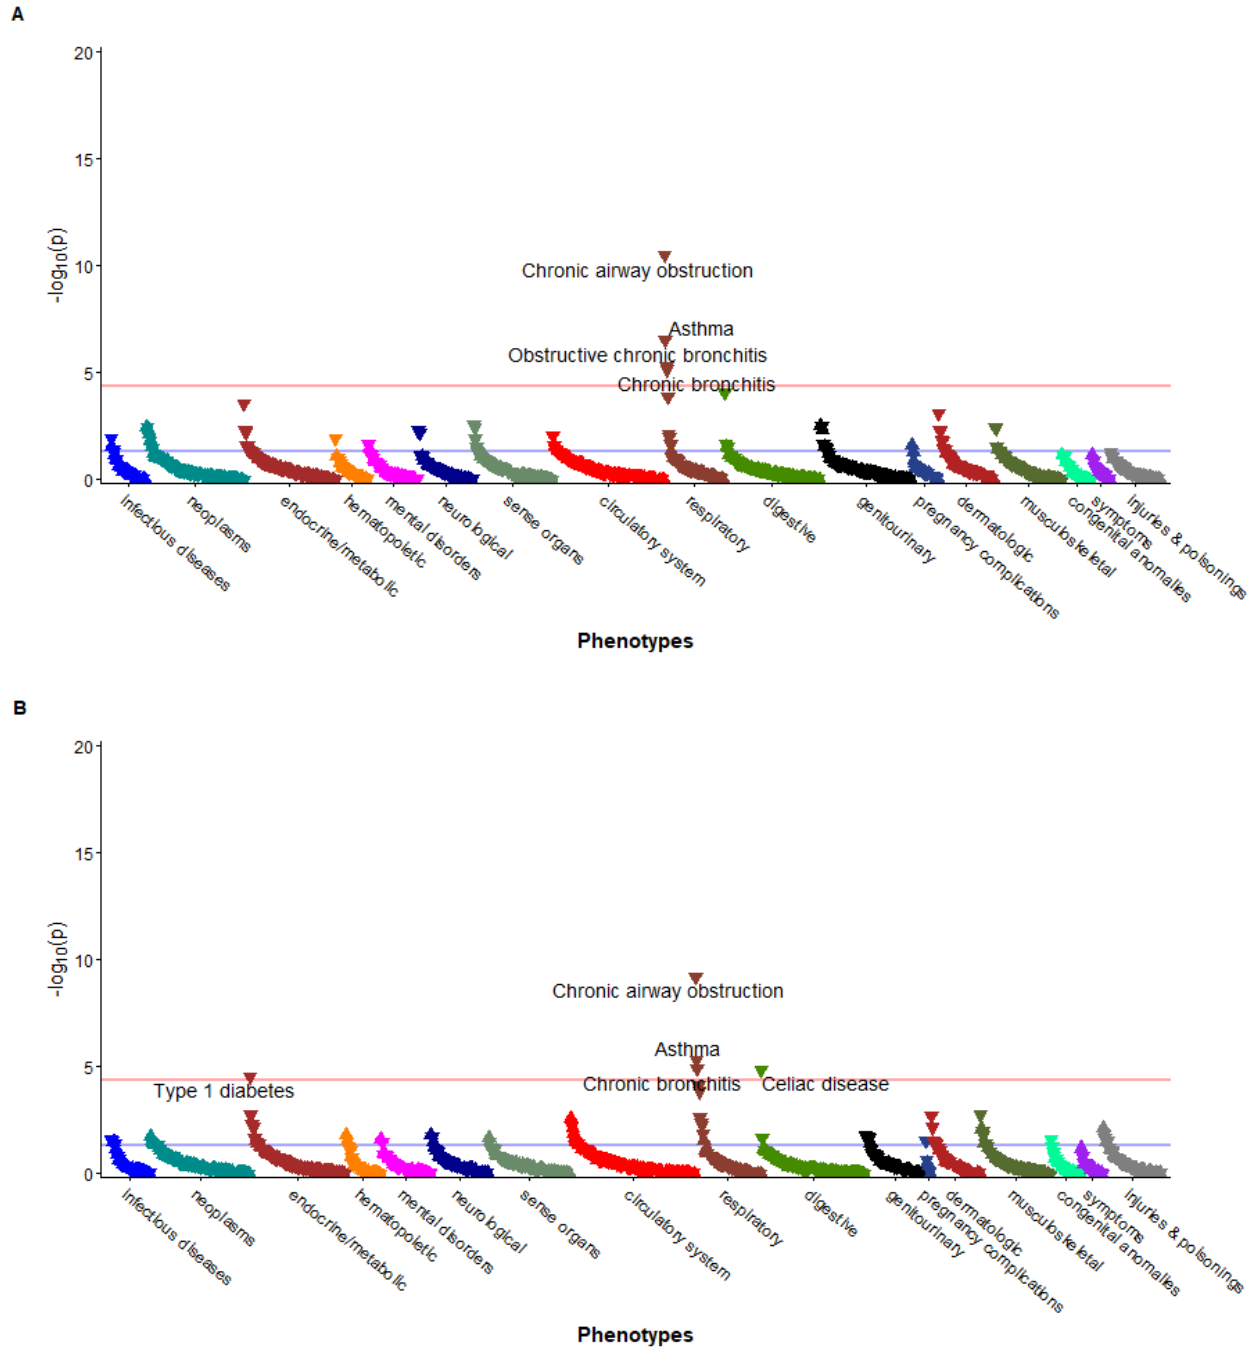 A
20
15
10
5
0
-log10(p)
Chronic airway obstruction
Asthma
Obstructive chronic bronchitis
Chronic bronchitis
infectious diseases
neoplasms
endocrine/metabolic
hematopoietic
mental disorders
neurological
sense organs
circulatory system
respiratory
digestive
genitourinary
pregnancy complications
dermatologic
musculoskeletal
congenital anomalies
symptoms
injuries & poisonings
Phenotypes
B
20
15
10
5
0
-log10(p)
Chronic airway obstruction
Asthma
Type 1 diabetes
Chronic bronchitis
Celiac disease
infectious diseases
neoplasms
endocrine/metabolic
hematopoietic
mental disorders
neurological
sense organs
circulatory system
respiratory
digestive
genitourinary
pregnancy complications
dermatologic
musculoskeletal
congenital anomalies
symptoms
injuries & poisonings
Phenotypes